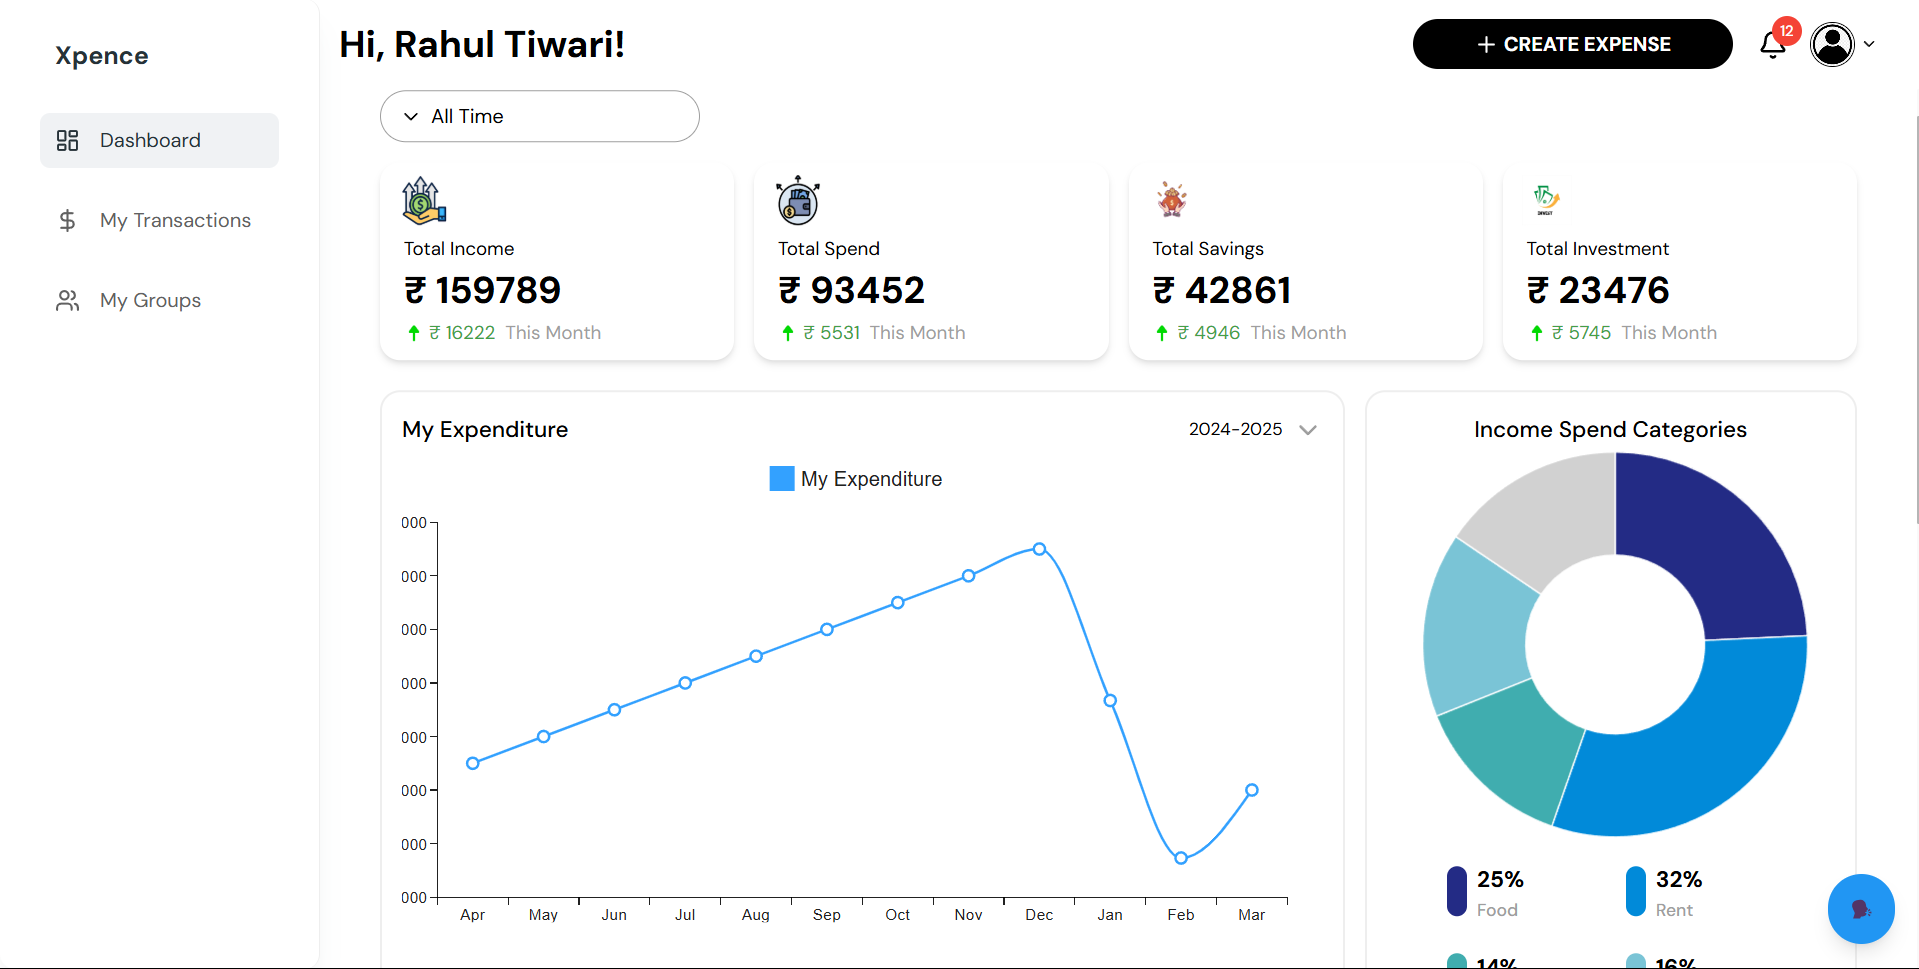 Xpence
Hi, Rahul Tiwari!
+ CREATE EXPENSE
12
Dashboard
My Transactions
My Groups
All Time
Total Income
₹ 159789
₹ 16222 This Month
Total Spend
₹ 93452
₹ 5531 This Month
Total Savings
₹ 42861
₹ 4946 This Month
INVEST
Total Investment
₹ 23476
₹ 5745 This Month
My Expenditure
2024-2025
My Expenditure
000
000
000
000
000
000
000
000
Apr May Jun Jul Aug Sep Oct Nov Dec Jan Feb Mar
Income Spend Categories
25%
Food
32%
Rent
14%
16%